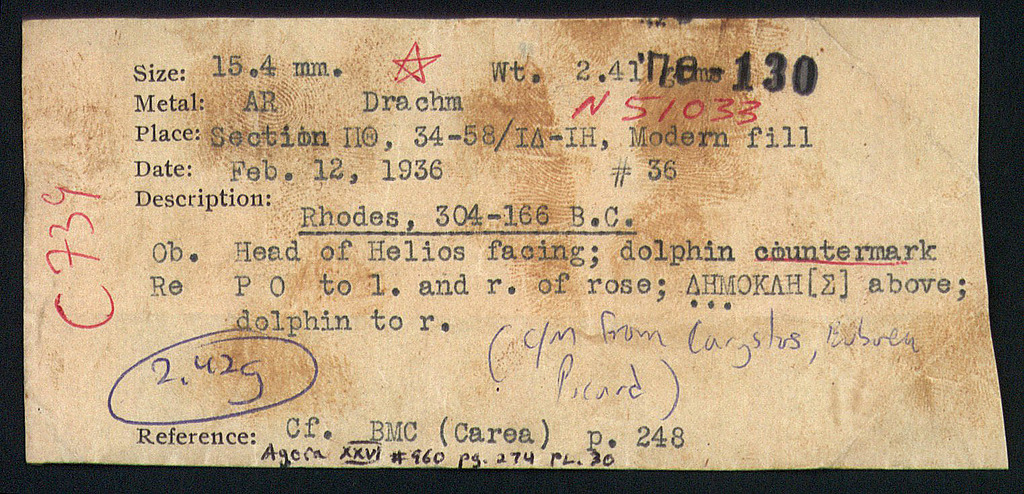 Size: 15.4 mm. ☆ Wt. 2.41 gms 'ΠΘ-130
Metal: AR Drachm N 51033
Place: Section ΠΘ, 34-58/ΙΔ-ΙΗ, Modern fill
Date: Feb. 12, 1936 # 36
Description:
Rhodes, 304-166 B.C.
Ob. Head of Helios facing; dolphin countermark
Re P O to l. and r. of rose; ΔΗΜΟΚΛΗ[Σ] above;
dolphin to r.
(c/m from Carystos, Euboea
Picard)
2.42g
C739
Reference: Cf. BMC (Carea) p. 248
Agora XXVI #960 pg. 274 PL. 30